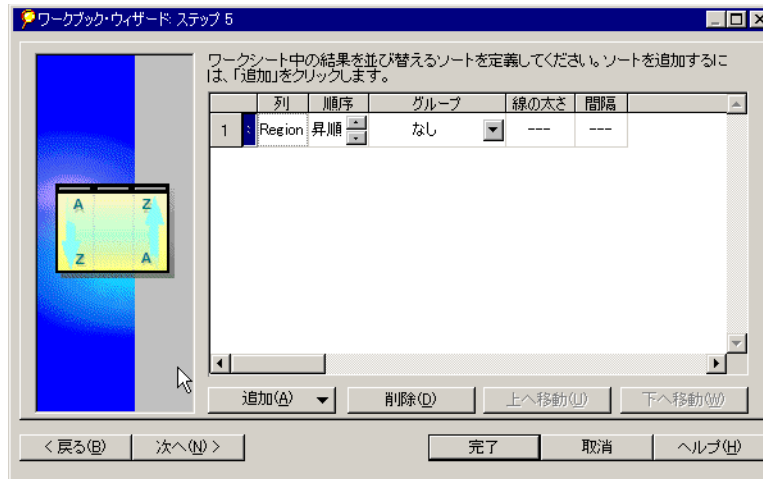 ワークブック・ウィザード: ステップ 5
ワークシート中の結果を並び替えるソートを定義してください。ソートを追加するに
は、「追加」をクリックします。
列 順序 グループ 線の太さ 間隔
1 Region 昇順 なし --- ---
A Z
Z A
追加(A) 削除(D) 上へ移動(U) 下へ移動(W)
< 戻る(B) 次へ(N) > 完了 取消 ヘルプ(H)